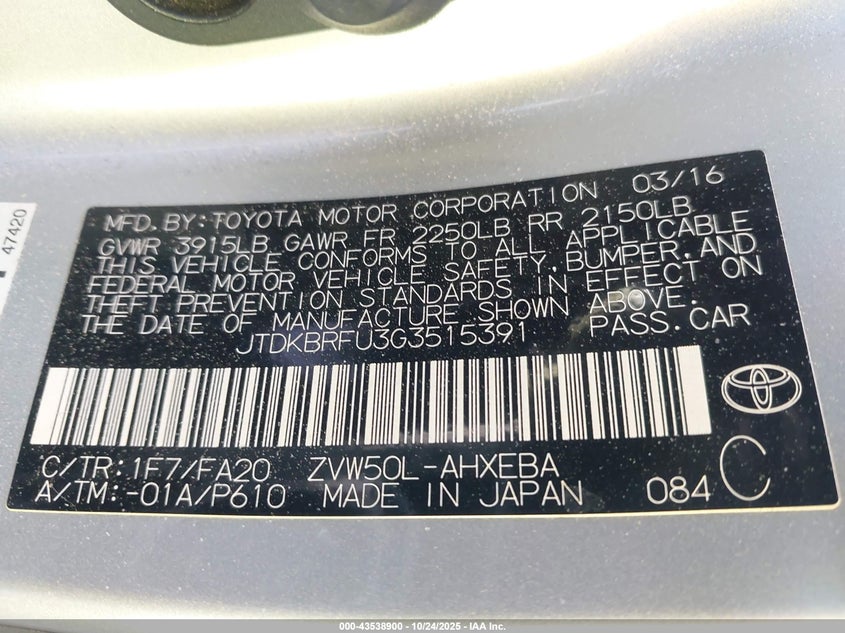 47420
MFD. BY: TOYOTA MOTOR CORPORATION 03/16
GVWR 3915LB GAWR FR 2250LB RR 2150LB
THIS VEHICLE CONFORMS TO ALL APPLICABLE
FEDERAL MOTOR VEHICLE SAFETY, BUMPER, AND
THEFT PREVENTION STANDARDS IN EFFECT ON
THE DATE OF MANUFACTURE SHOWN ABOVE.
JTDKBRFU3G3515391 PASS. CAR
C/TR: 1F7/FA20 ZVW50L-AHXEBA
A/TM: -01A/P610 MADE IN JAPAN 084 C
000-43538900 - 10/24/2025 - IAA Inc.